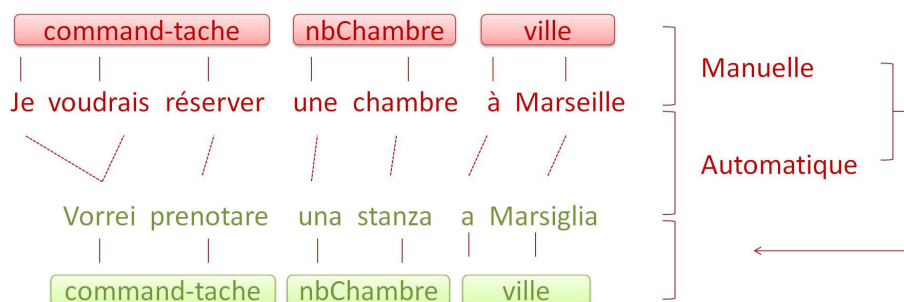 command-tache nbChambre ville
Manuelle
Je voudrais réserver une chambre à Marseille
Automatique
Vorrei prenotare una stanza a Marsiglia
command-tache nbChambre ville